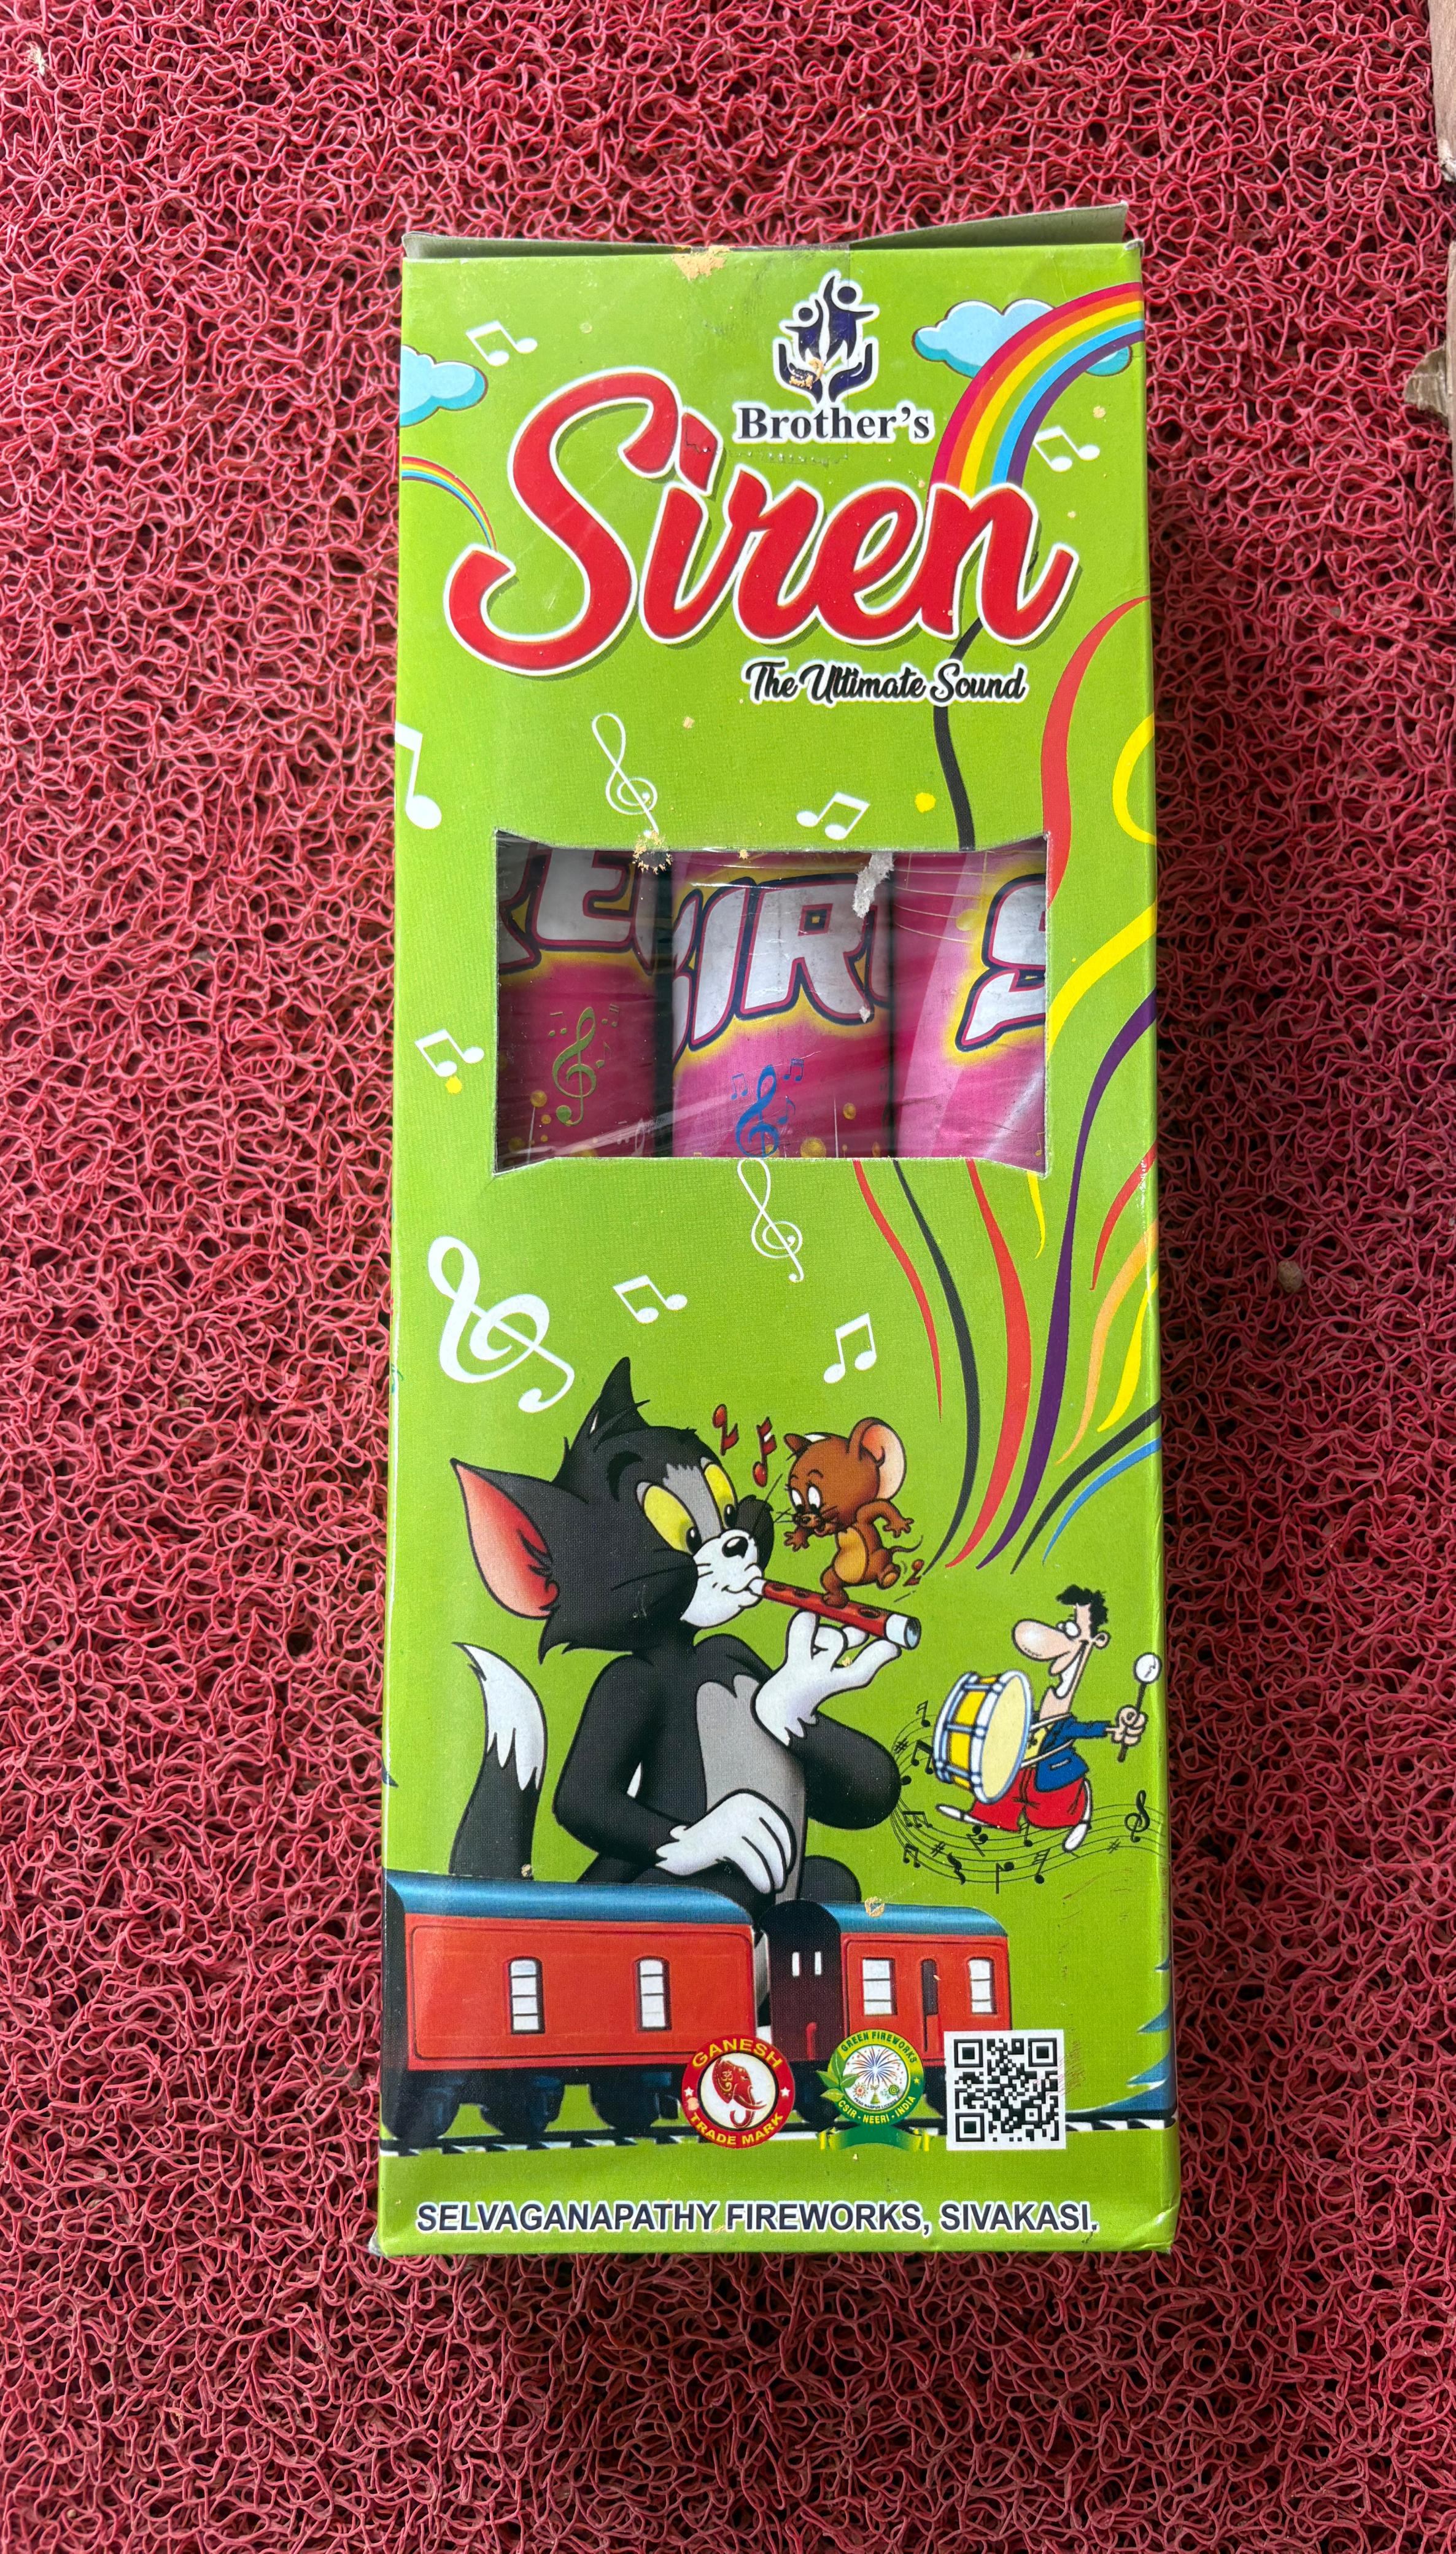 Brother's
Siren
The Ultimate Sound
SIR
S
GANESH
TRADE MARK
GREEN FIREWORKS
CSIR - NEERI - INDIA
SELVAGANAPATHY FIREWORKS, SIVAKASI.